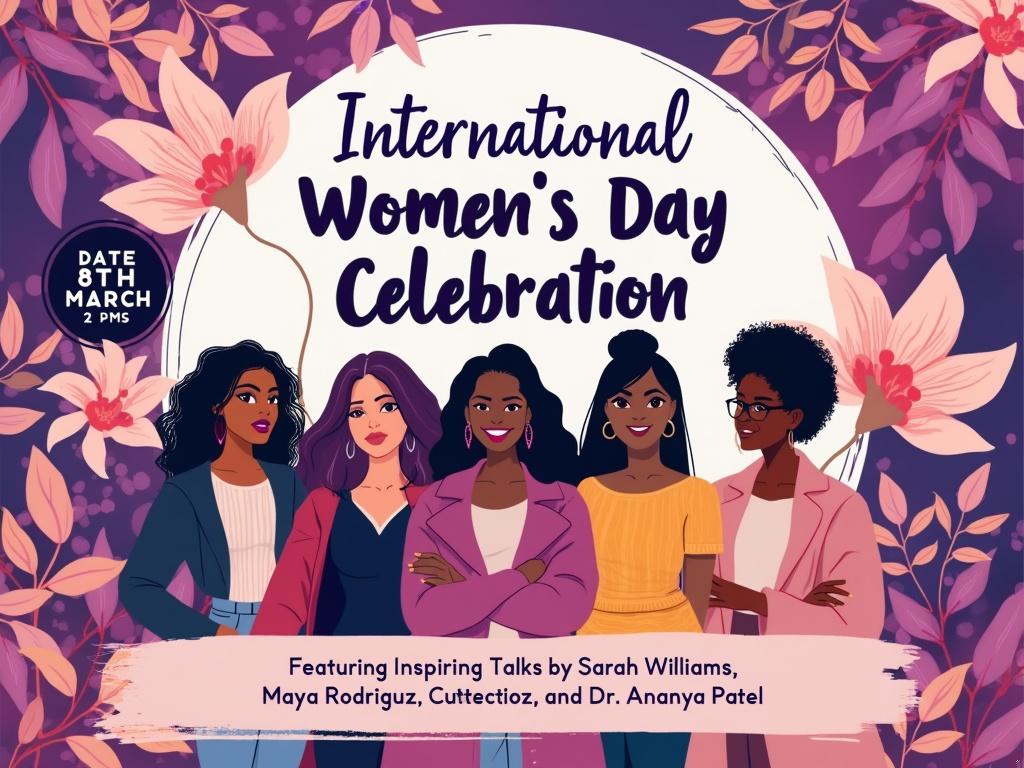 International
Women's Day
Celebration
DATE
8TH
MARCH
2 PMS
Featuring Inspiring Talks by Sarah Williams,
Maya Rodriguz, Cuttectioz, and Dr. Ananya Patel